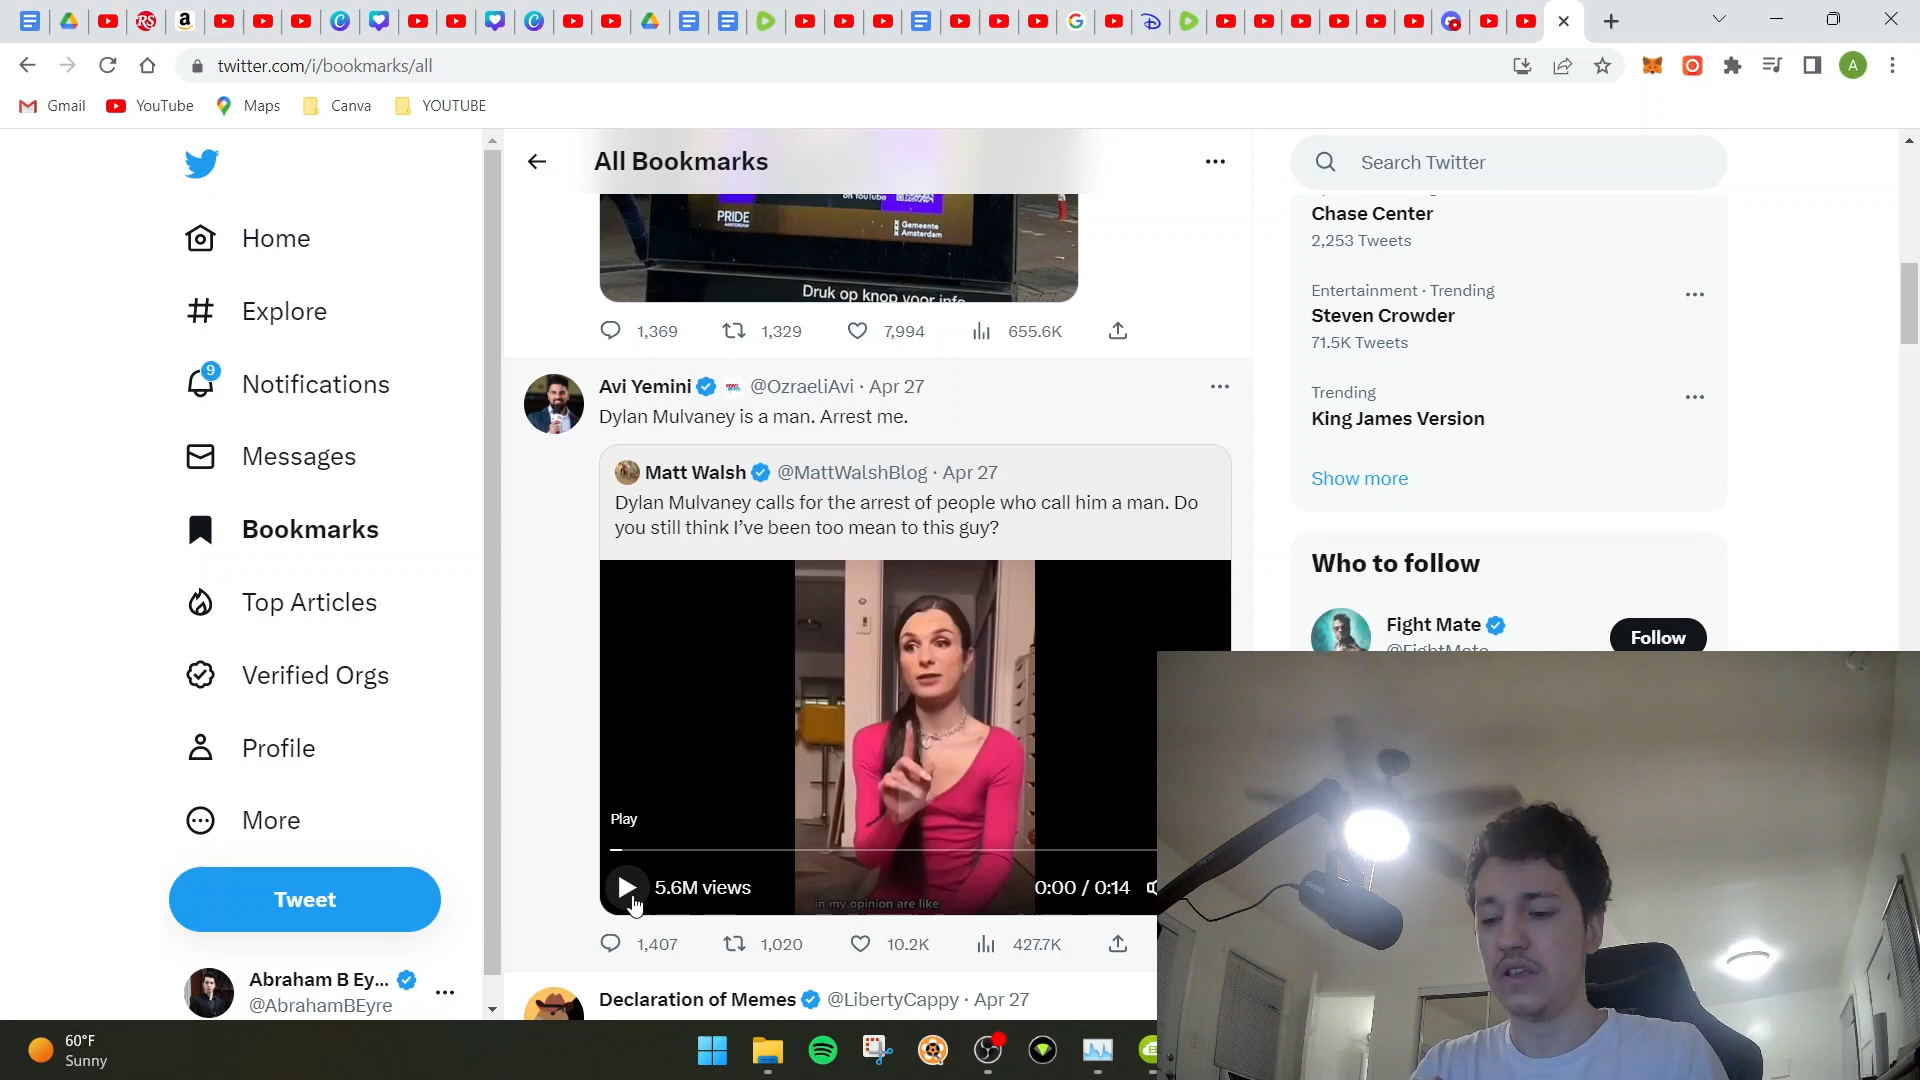 twitter.com/i/bookmarks/all
A
Gmail
YouTube
Maps
Canva
YOUTUBE
All Bookmarks
Search Twitter
Home
Explore
9
Notifications
Messages
Bookmarks
Top Articles
Verified Orgs
Profile
More
Tweet
Abraham B Ey...
@AbrahamBEyre
on YouTube
PRIDE
AMSTERDAM
Gemeente
Amsterdam
Druk op knop voor info
1,369
1,329
7,994
655.6K
Avi Yemini @OzraeliAvi · Apr 27
Dylan Mulvaney is a man. Arrest me.
Matt Walsh @MattWalshBlog · Apr 27
Dylan Mulvaney calls for the arrest of people who call him a man. Do
you still think I’ve been too mean to this guy?
Play
5.6M views
0:00 / 0:14
in my opinion are like
1,407
1,020
10.2K
427.7K
Declaration of Memes @LibertyCappy · Apr 27
Chase Center
2,253 Tweets
Entertainment · Trending
Steven Crowder
71.5K Tweets
Trending
King James Version
Show more
Who to follow
Fight Mate
@FightMate
Follow
60°F
Sunny